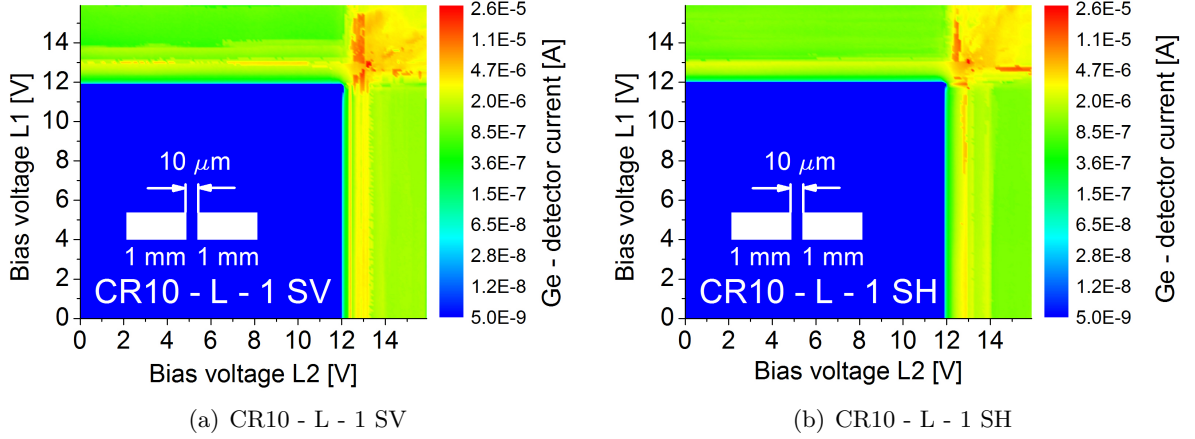 Bias voltage L1 [V]
14
12
10
8
6
4
2
0
10 μm
1 mm 1 mm
CR10 - L - 1 SV
0 2 4 6 8 10 12 14
Bias voltage L2 [V]
2.6E-5
1.1E-5
4.7E-6
2.0E-6
8.5E-7
3.6E-7
1.5E-7
6.5E-8
2.8E-8
1.2E-8
5.0E-9
Ge - detector current [A]
(a) CR10 - L - 1 SV
Bias voltage L1 [V]
14
12
10
8
6
4
2
0
10 μm
1 mm 1 mm
CR10 - L - 1 SH
0 2 4 6 8 10 12 14
Bias voltage L2 [V]
2.6E-5
1.1E-5
4.7E-6
2.0E-6
8.5E-7
3.6E-7
1.5E-7
6.5E-8
2.8E-8
1.2E-8
5.0E-9
Ge - detector current [A]
(b) CR10 - L - 1 SH